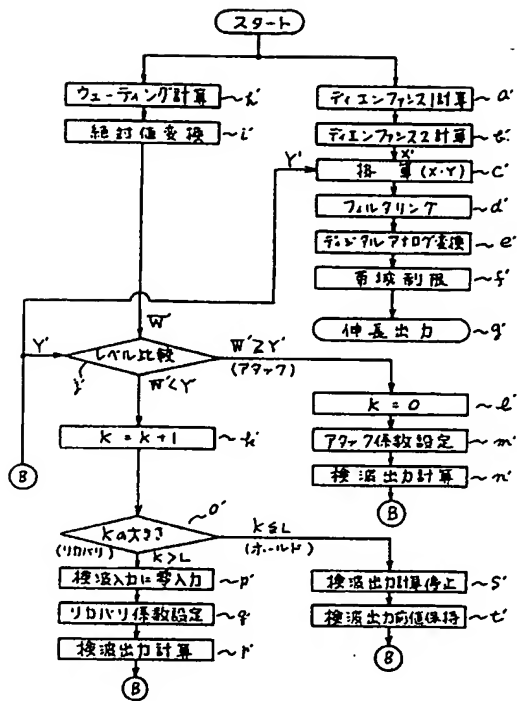 スタート
ウェーティング計算 ~h'
絶対値変換 ~i'
ディエンファシス1計算 ~a'
ディエンファシス2計算 ~b'
X'
Y'
掛算(X・Y) ~c'
フィルタリング ~d'
ディジタルアナログ変換 ~e'
帯域制限 ~f'
伸長出力 ~g'
W'
Y'
レベル比較
j'
W'≧Y'
(アタック)
W'<Y'
K=0 ~l'
K=K+1 ~k'
アタック係数設定 ~m'
検波出力計算 ~n'
B
B
Kの大きさ
o'
K≦L
(ホールド)
(リカバリ)
K>L
検波入力に零入力 ~p'
検波出力計算停止 ~s'
リカバリ係数設定 ~q'
検波出力前値保持 ~t'
検波出力計算 ~r'
B
B